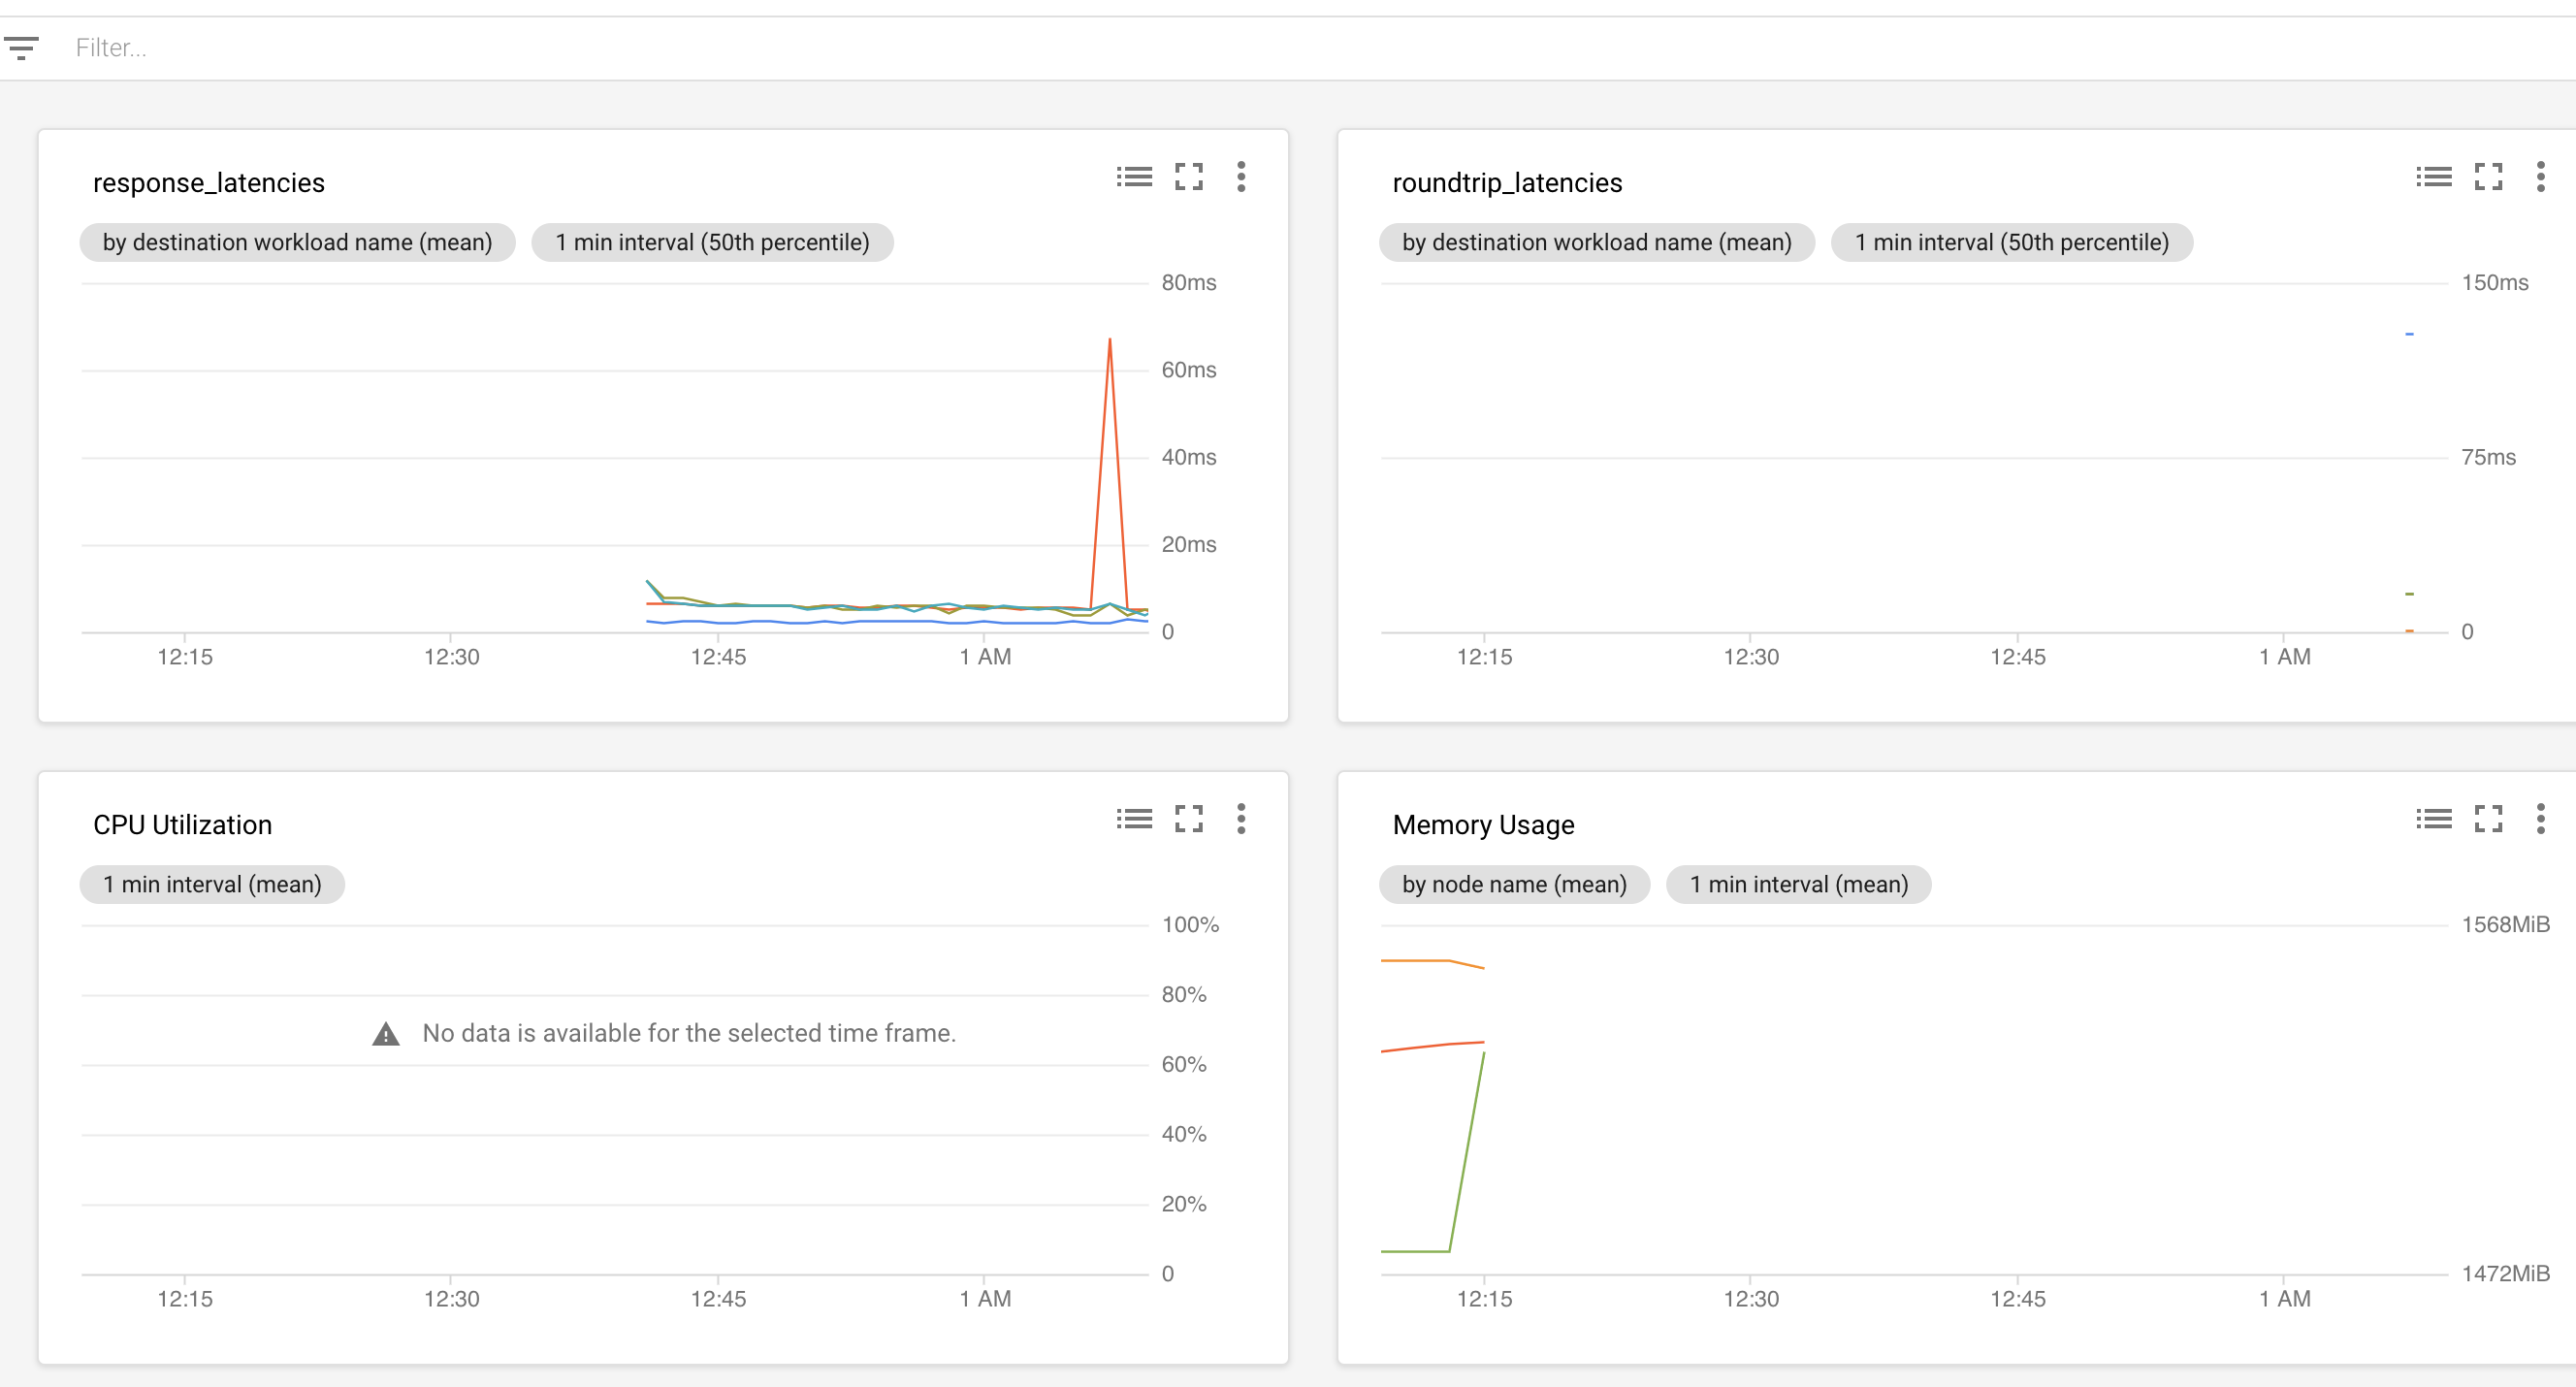 Filter...
response_latencies
by destination workload name (mean) 1 min interval (50th percentile)
80ms
60ms
40ms
20ms
0
12:15 12:30 12:45 1 AM
roundtrip_latencies
by destination workload name (mean) 1 min interval (50th percentile)
150ms
75ms
0
12:15 12:30 12:45 1 AM
CPU Utilization
1 min interval (mean)
100%
80%
No data is available for the selected time frame.
60%
40%
20%
0
12:15 12:30 12:45 1 AM
Memory Usage
by node name (mean) 1 min interval (mean)
1568MiB
1472MiB
12:15 12:30 12:45 1 AM